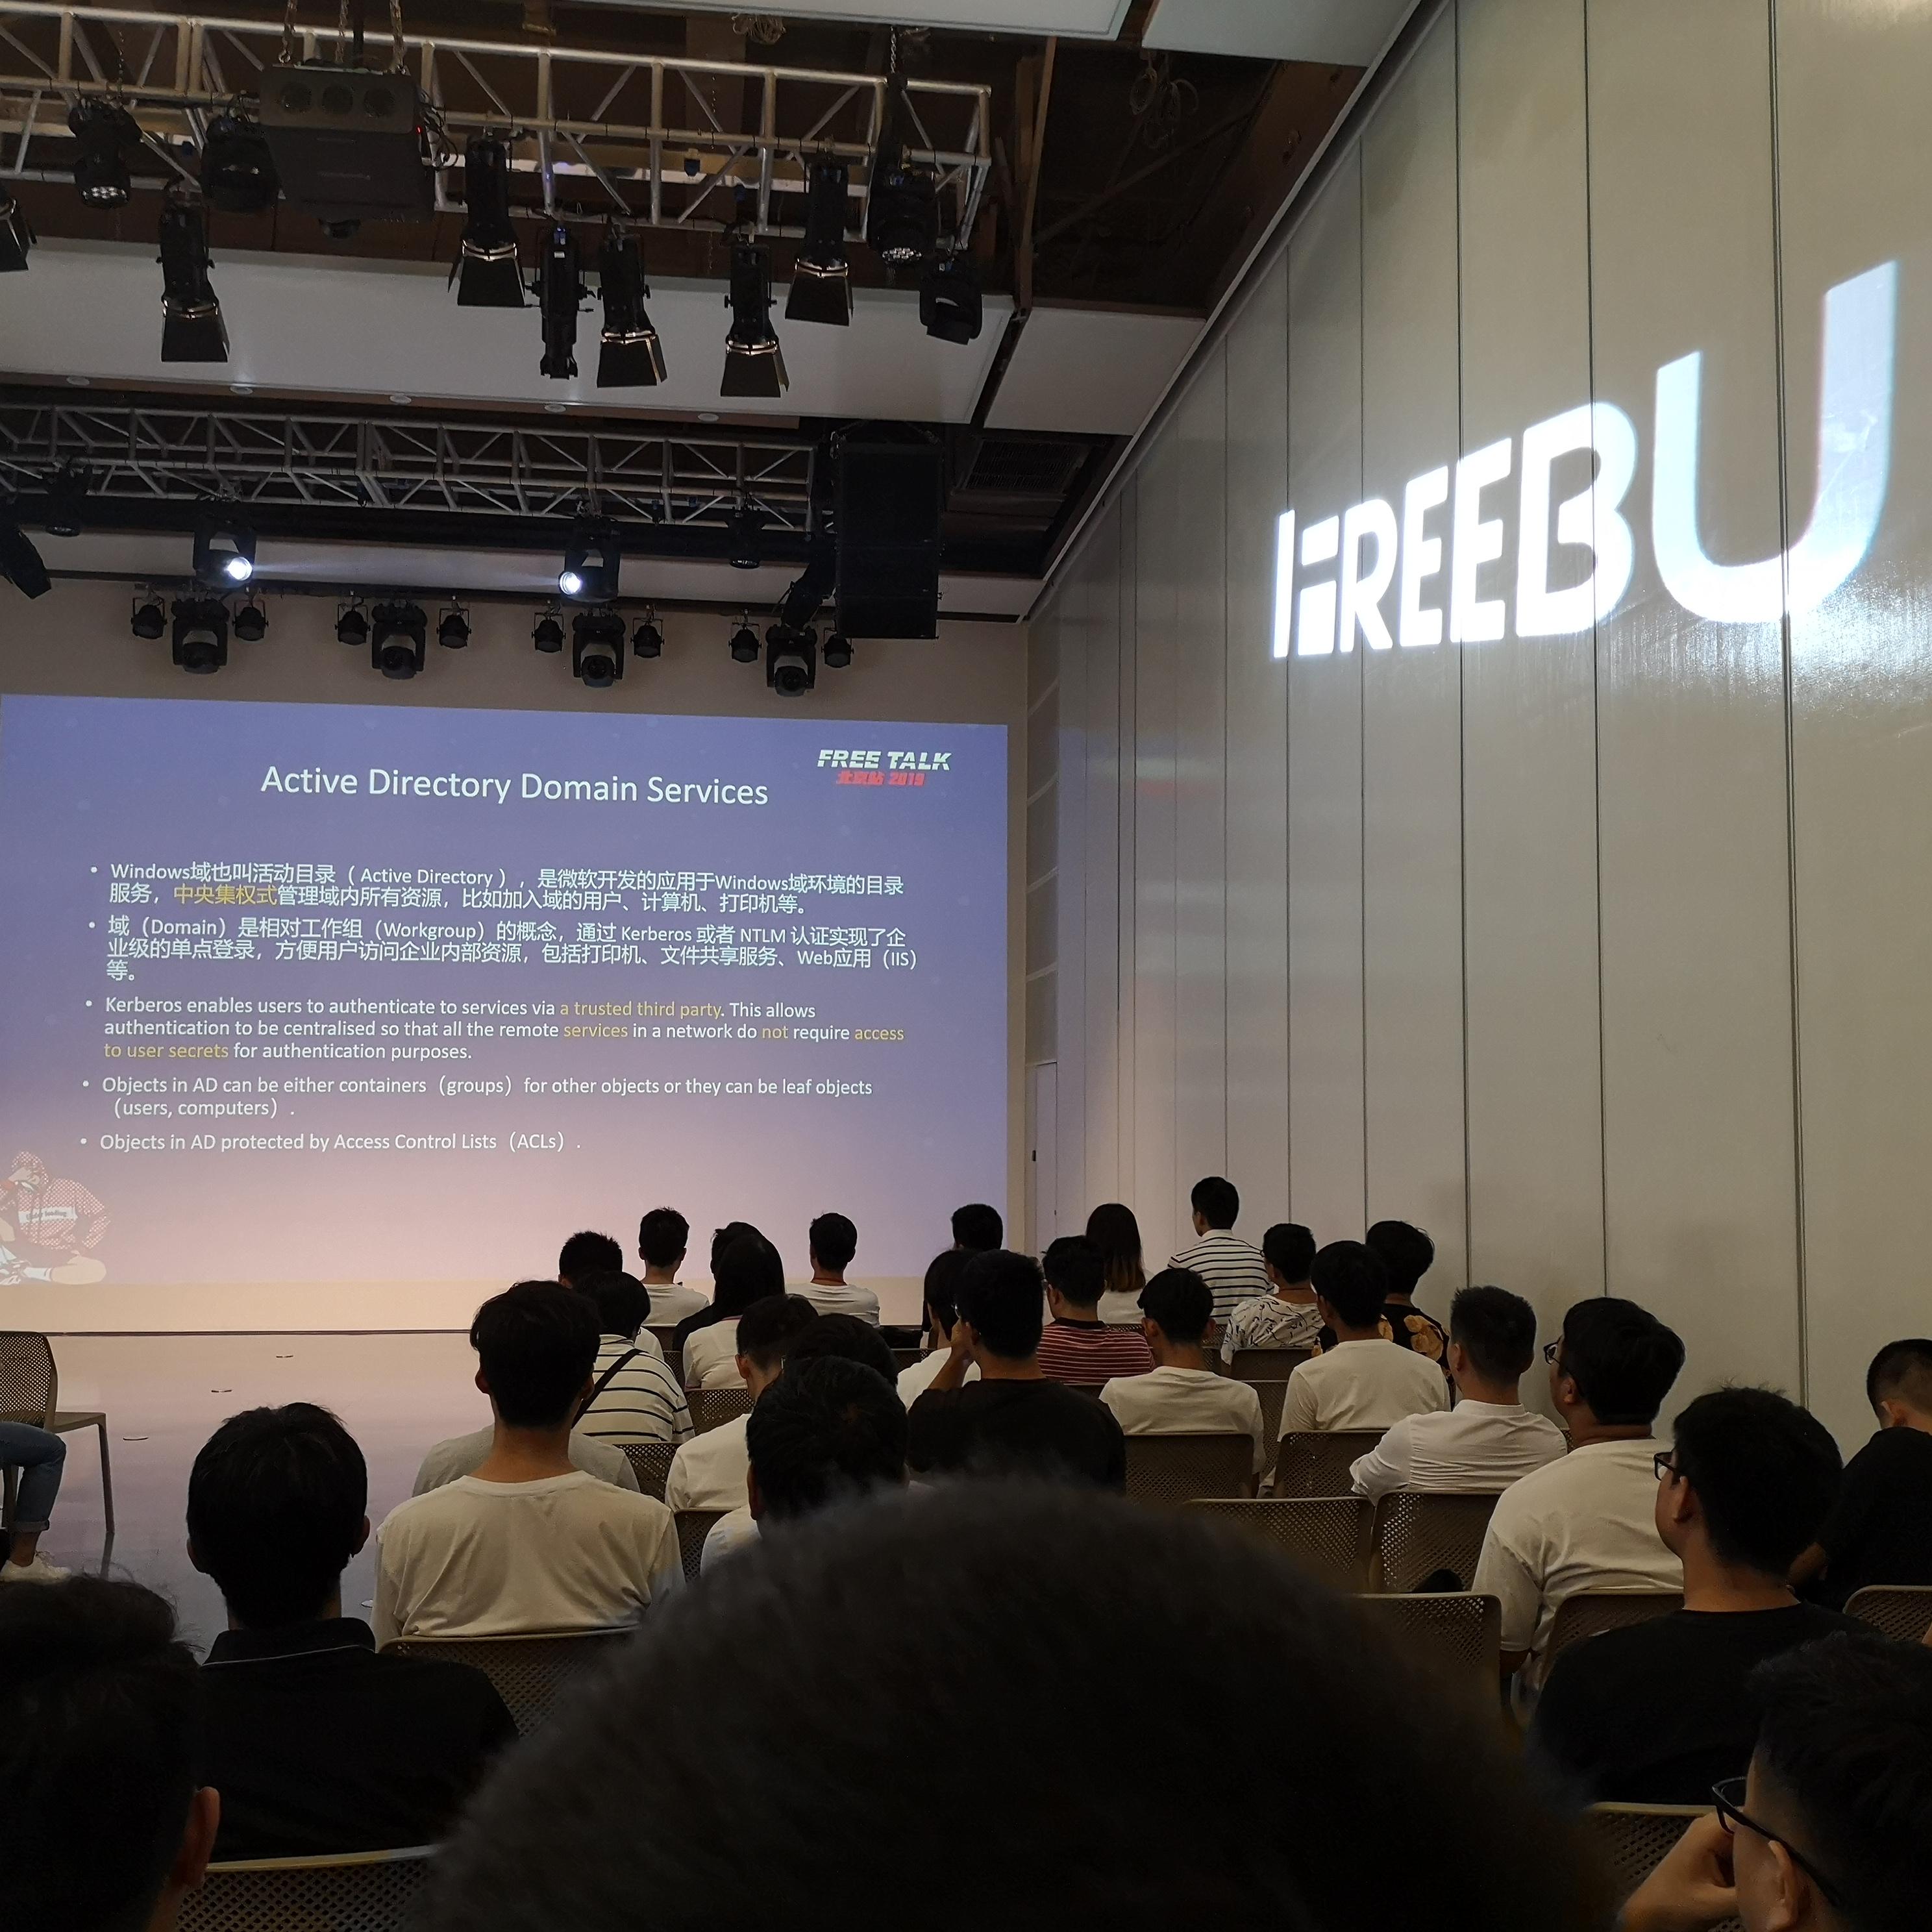 FREEBU
FREE TALK
北京站 2019
Active Directory Domain Services
• Windows域也叫活动目录（Active Directory），是微软开发的应用于Windows域环境的目录
服务，中央集权式管理域内所有资源，比如加入域的用户、计算机、打印机等。
• 域（Domain）是相对工作组（Workgroup）的概念，通过 Kerberos 或者 NTLM 认证实现了企
业级的单点登录，方便用户访问企业内部资源，包括打印机、文件共享服务、Web应用（IIS）
等。
• Kerberos enables users to authenticate to services via a trusted third party. This allows
authentication to be centralised so that all the remote services in a network do not require access
to user secrets for authentication purposes.
• Objects in AD can be either containers（groups）for other objects or they can be leaf objects
（users, computers）.
• Objects in AD protected by Access Control Lists（ACLs）.